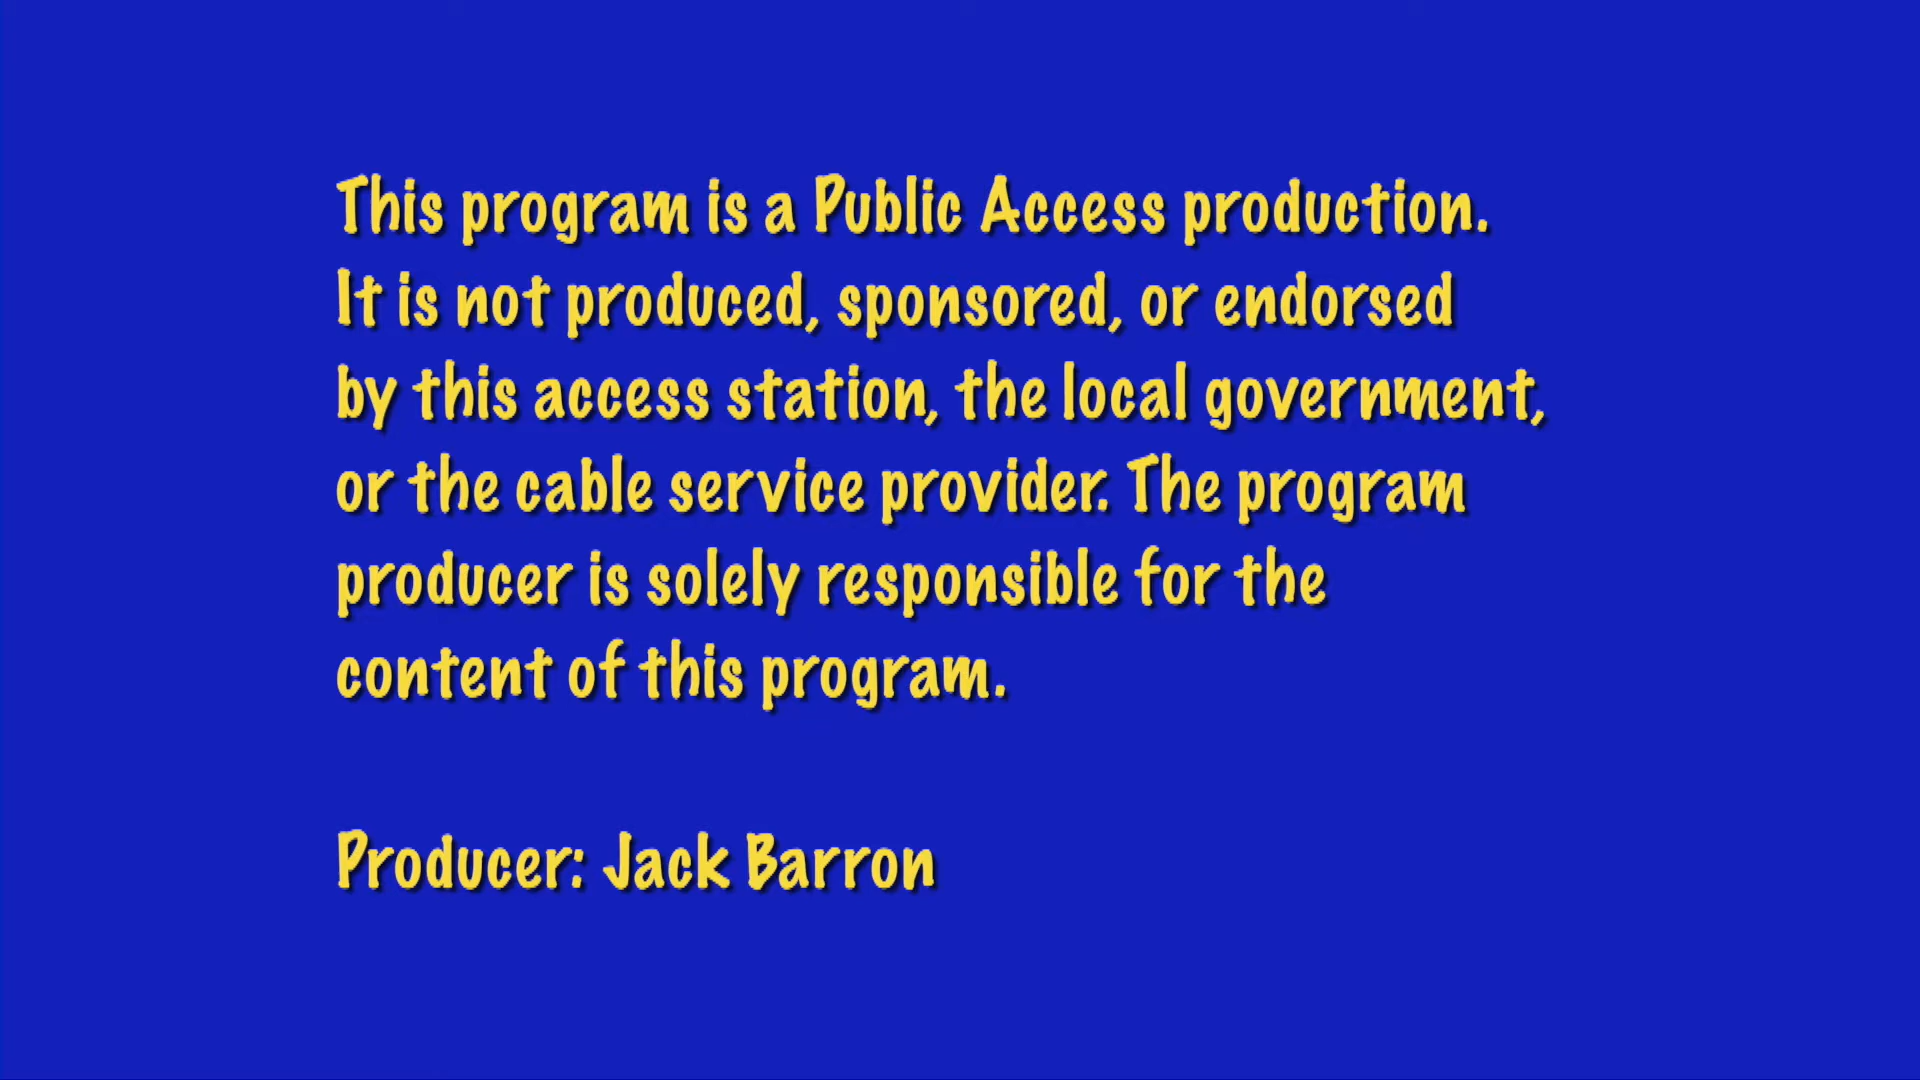 This program is a Public Access production.
It is not produced, sponsored, or endorsed
by this access station, the local government,
or the cable service provider. The program
producer is solely responsible for the
content of this program.
Producer: Jack Barron